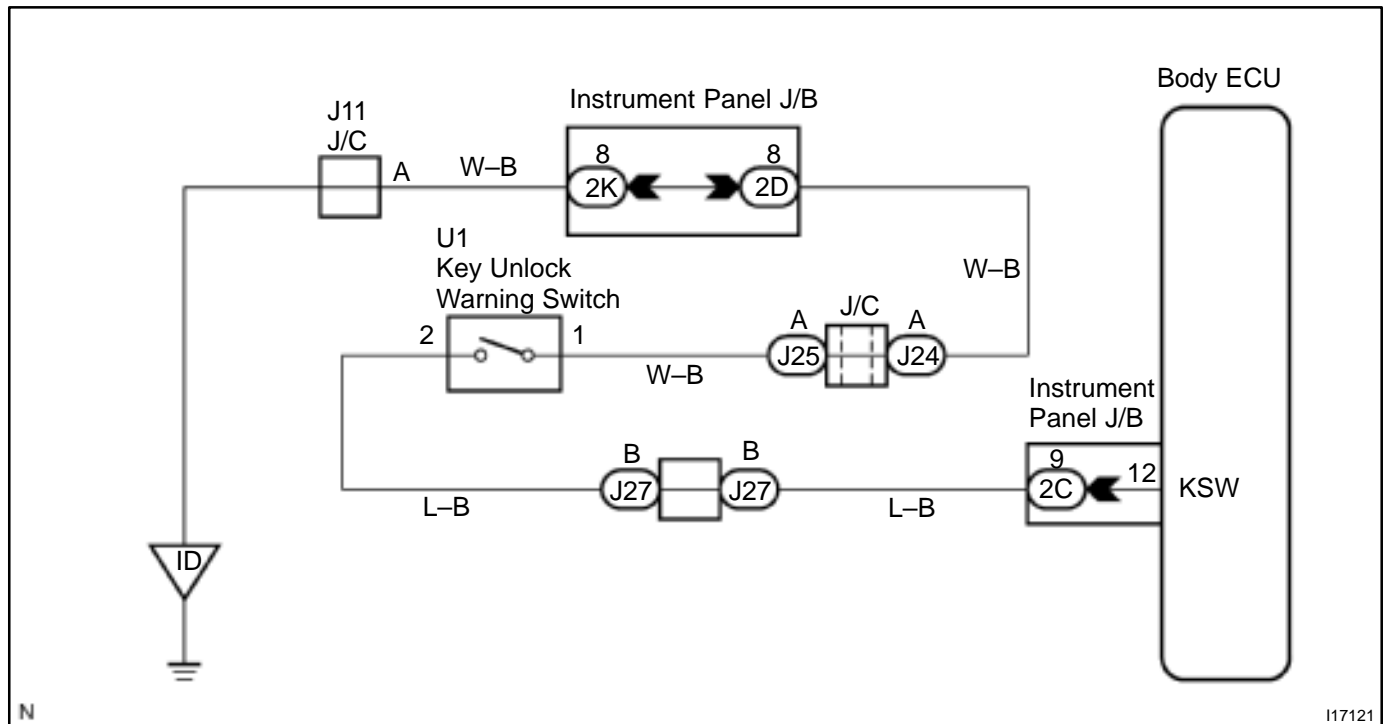 Body ECU
Instrument Panel J/B
J11
J/C
A
W–B
8
8
2K
2D
U1
Key Unlock
Warning Switch
W–B
2
1
J/C
A
A
J25
J24
W–B
Instrument
Panel J/B
B
B
9
12
J27
J27
2C
KSW
L–B
L–B
ID
N
I17121